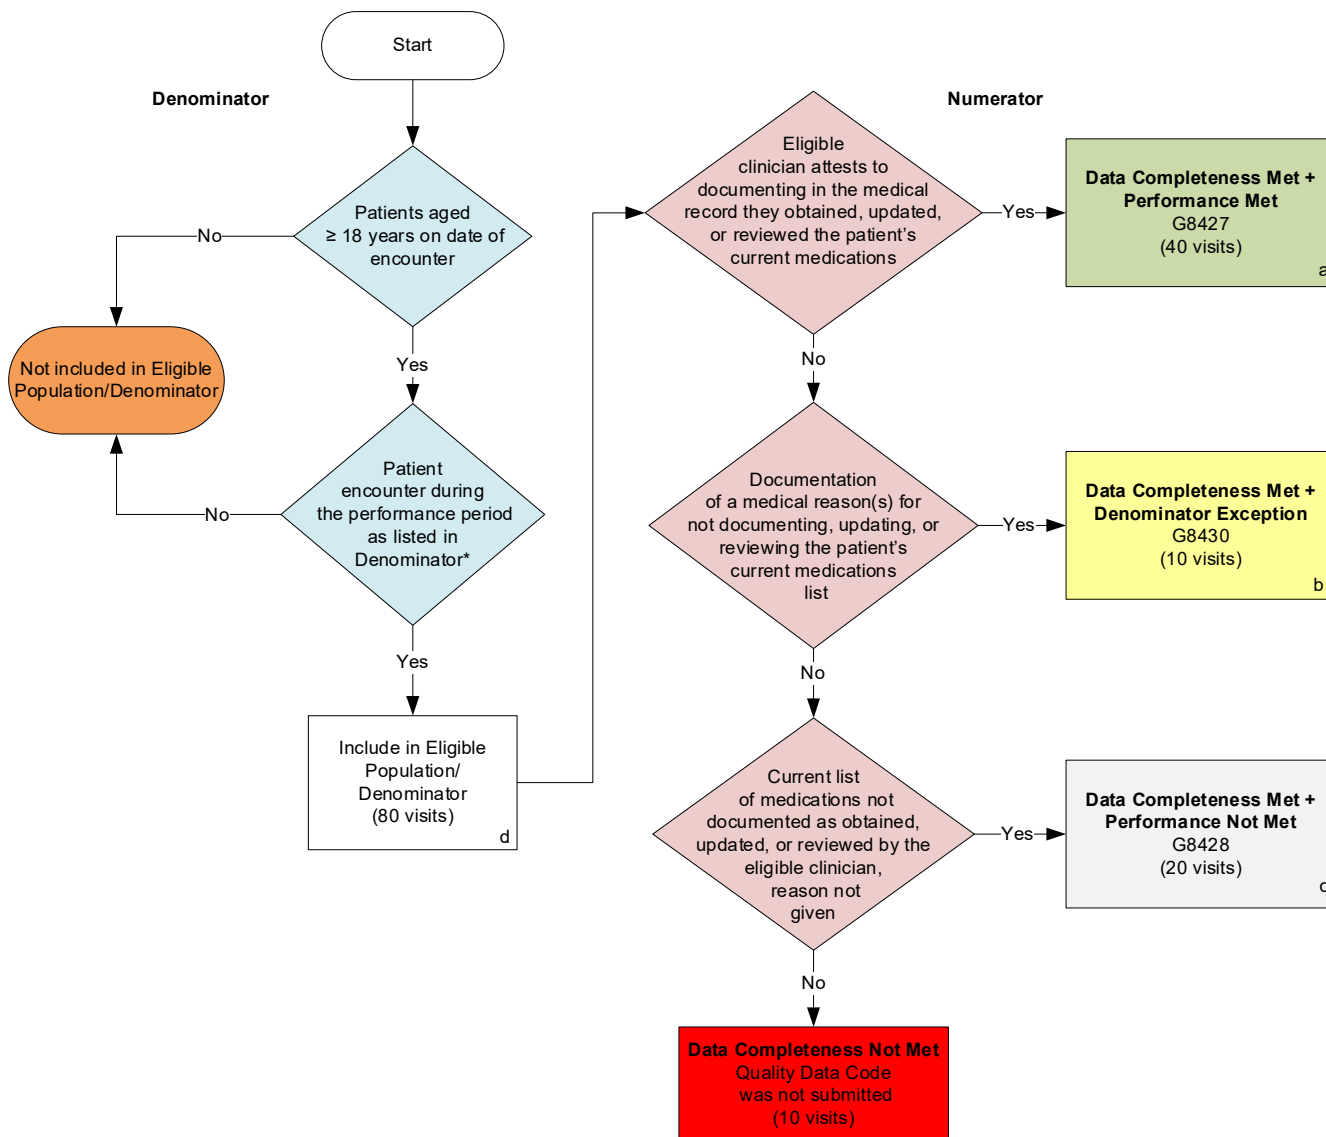 Start
Denominator
Patients aged
≥ 18 years on date of
encounter
No
Yes
Not included in Eligible
Population/Denominator
Patient
encounter during
the performance period
as listed in
Denominator*
No
Yes
Include in Eligible
Population/
Denominator
(80 visits)
d
Numerator
Eligible
clinician attests to
documenting in the medical
record they obtained, updated,
or reviewed the patient’s
current medications
Yes
Data Completeness Met +
Performance Met
G8427
(40 visits)
a
No
Documentation
of a medical reason(s) for
not documenting, updating, or
reviewing the patient’s
current medications
list
Yes
Data Completeness Met +
Denominator Exception
G8430
(10 visits)
b
No
Current list
of medications not
documented as obtained,
updated, or reviewed by the
eligible clinician,
reason not
given
Yes
Data Completeness Met +
Performance Not Met
G8428
(20 visits)
c
No
Data Completeness Not Met
Quality Data Code
was not submitted
(10 visits)